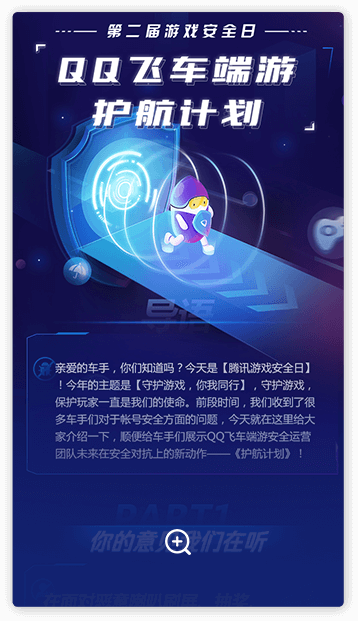 第二届游戏安全日
QQ飞车端游
护航计划
导语
亲爱的车手，你们知道吗？今天是【腾讯游戏安全日】
！今年的主题是【守护游戏，你我同行】，守护游戏，
保护玩家一直是我们的使命。前段时间，我们收到了很
多车手们对于帐号安全方面的问题，今天就在这里给大
家介绍一下，顺便给车手们展示QQ飞车端游安全运营
团队未来在安全对抗上的新动作——《护航计划》！
PART1
你的意见我们在听